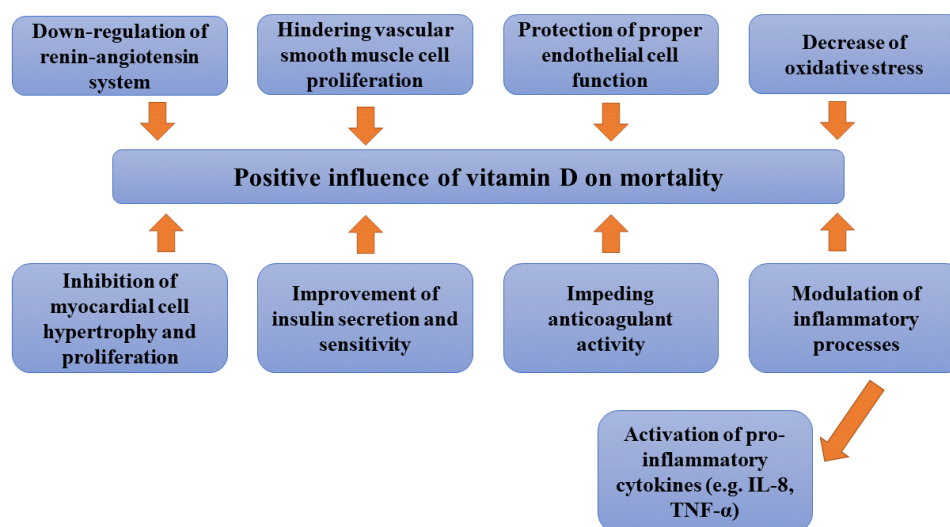 Down-regulation of
renin-angiotensin
system
Hindering vascular
smooth muscle cell
proliferation
Protection of proper
endothelial cell
function
Decrease of
oxidative stress
Positive influence of vitamin D on mortality
Inhibition of
myocardial cell
hypertrophy and
proliferation
Improvement of
insulin secretion and
sensitivity
Impeding
anticoagulant
activity
Modulation of
inflammatory
processes
Activation of pro-
inflammatory
cytokines (e.g. IL-8,
TNF-α)